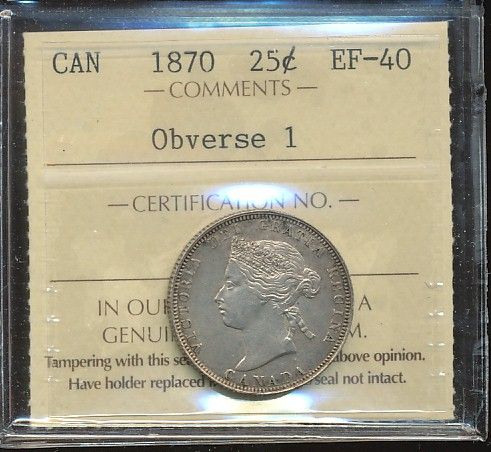 CAN 1870 25¢ EF-40
— COMMENTS —
Obverse 1
— CERTIFICATION NO. —
VICTORIA DEI GRATIA REGINA
CANADA
IN OUR A
GENUI M.
Tampering with this se above opinion.
Have holder replaced seal not intact.